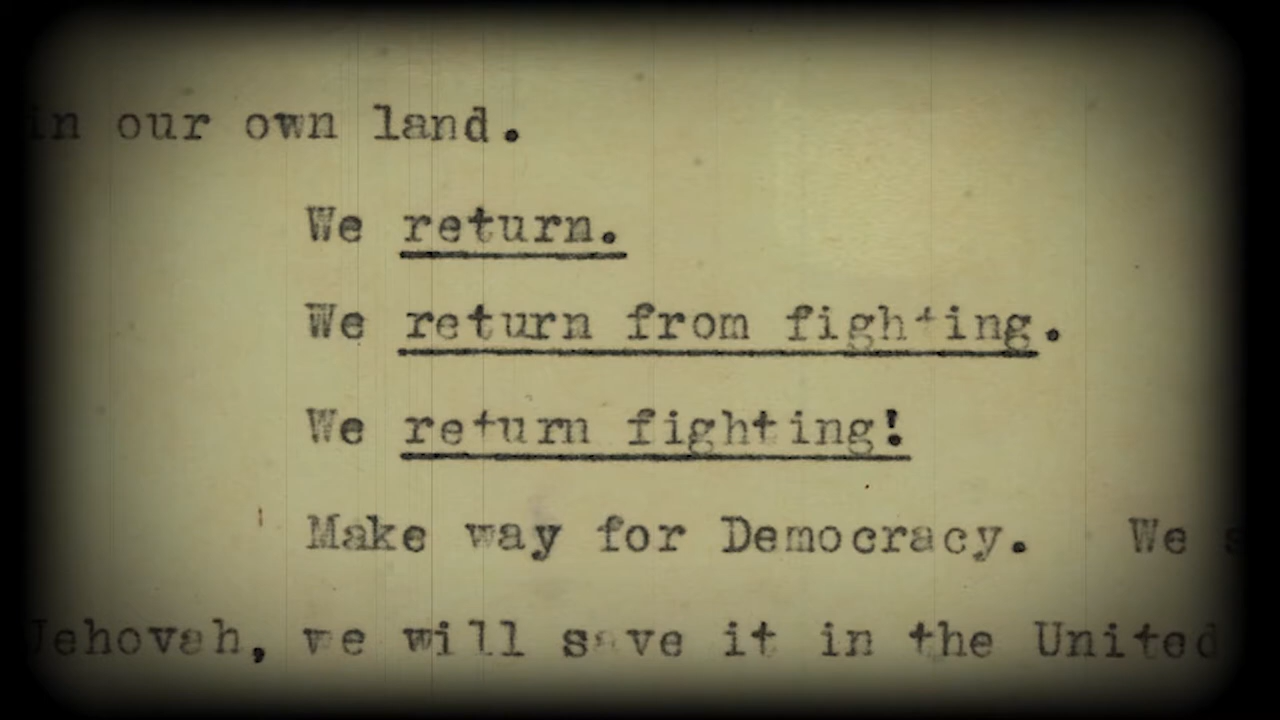 in our own land.
We return.
We return from fighting.
We return fighting!
Make way for Democracy. We
Jehovah, we will save it in the United